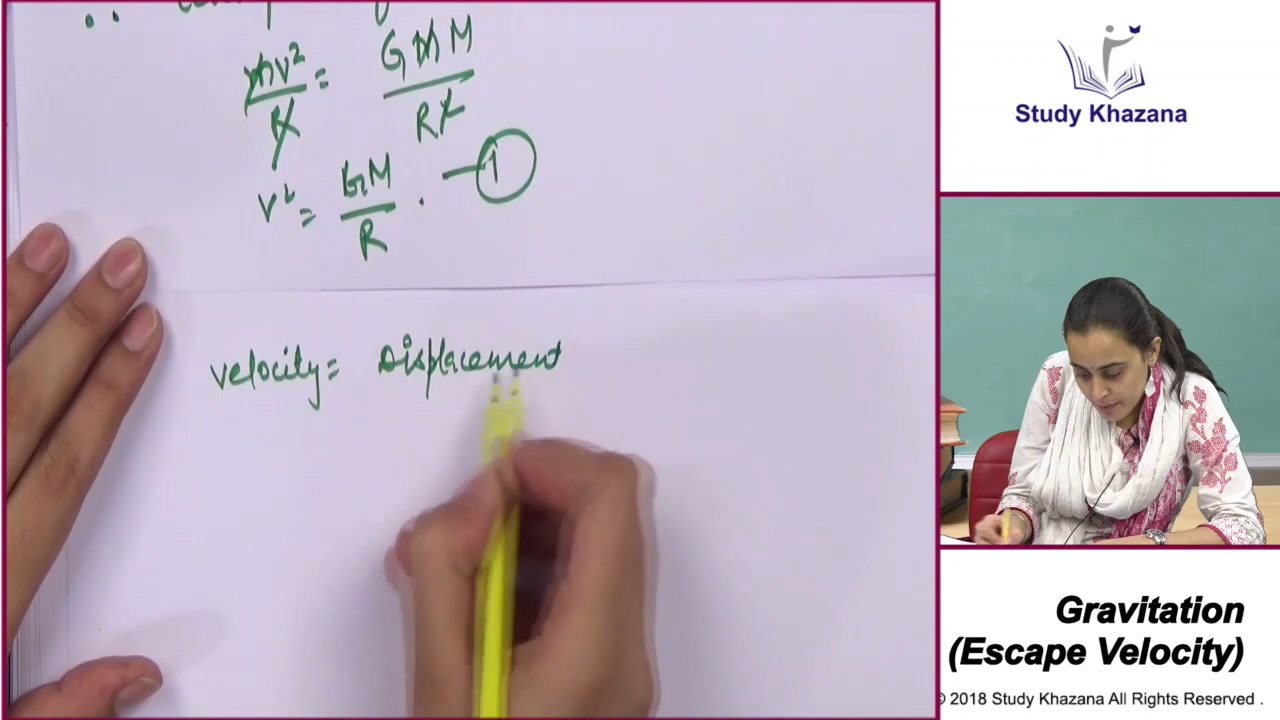 ∴
mv² / R = GmM / R²
v² = GM / R . — 1
velocity = Displacement
Study Khazana
Gravitation
(Escape Velocity)
© 2018 Study Khazana All Rights Reserved .